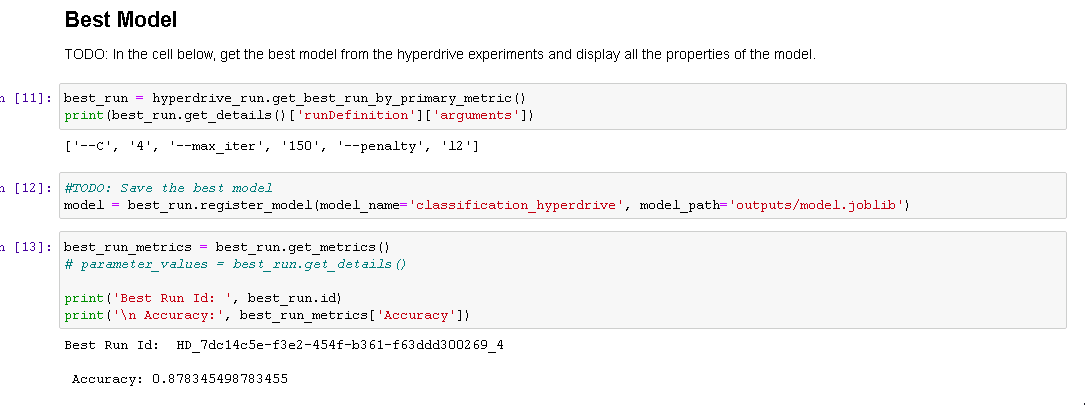 Best Model
TODO: In the cell below, get the best model from the hyperdrive experiments and display all the properties of the model.
n [11]: best_run = hyperdrive_run.get_best_run_by_primary_metric()
print(best_run.get_details()['runDefinition']['arguments'])
['--C', '4', '--max_iter', '150', '--penalty', 'l2']
n [12]: #TODO: Save the best model
model = best_run.register_model(model_name='classification_hyperdrive', model_path='outputs/model.joblib')
n [13]: best_run_metrics = best_run.get_metrics()
# parameter_values = best_run.get_details()
print('Best Run Id: ', best_run.id)
print('\n Accuracy:', best_run_metrics['Accuracy'])
Best Run Id:  HD_7dc14c5e-f3e2-454f-b361-f63ddd300269_4
Accuracy: 0.878345498783455